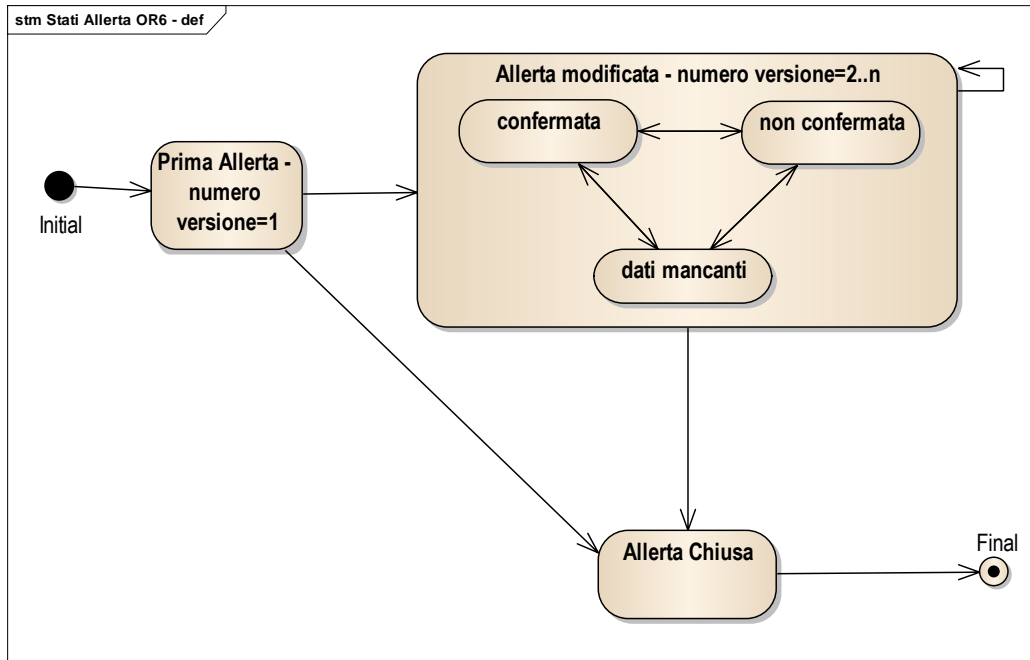 stm Stati Allerta OR6 - def
Allerta modificata - numero versione=2..n
confermata
non confermata
Prima Allerta -
numero
versione=1
Initial
dati mancanti
Allerta Chiusa
Final